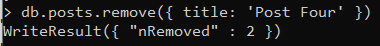 > db.posts.remove({ title: 'Post Four' })
WriteResult({ "nRemoved" : 2 })